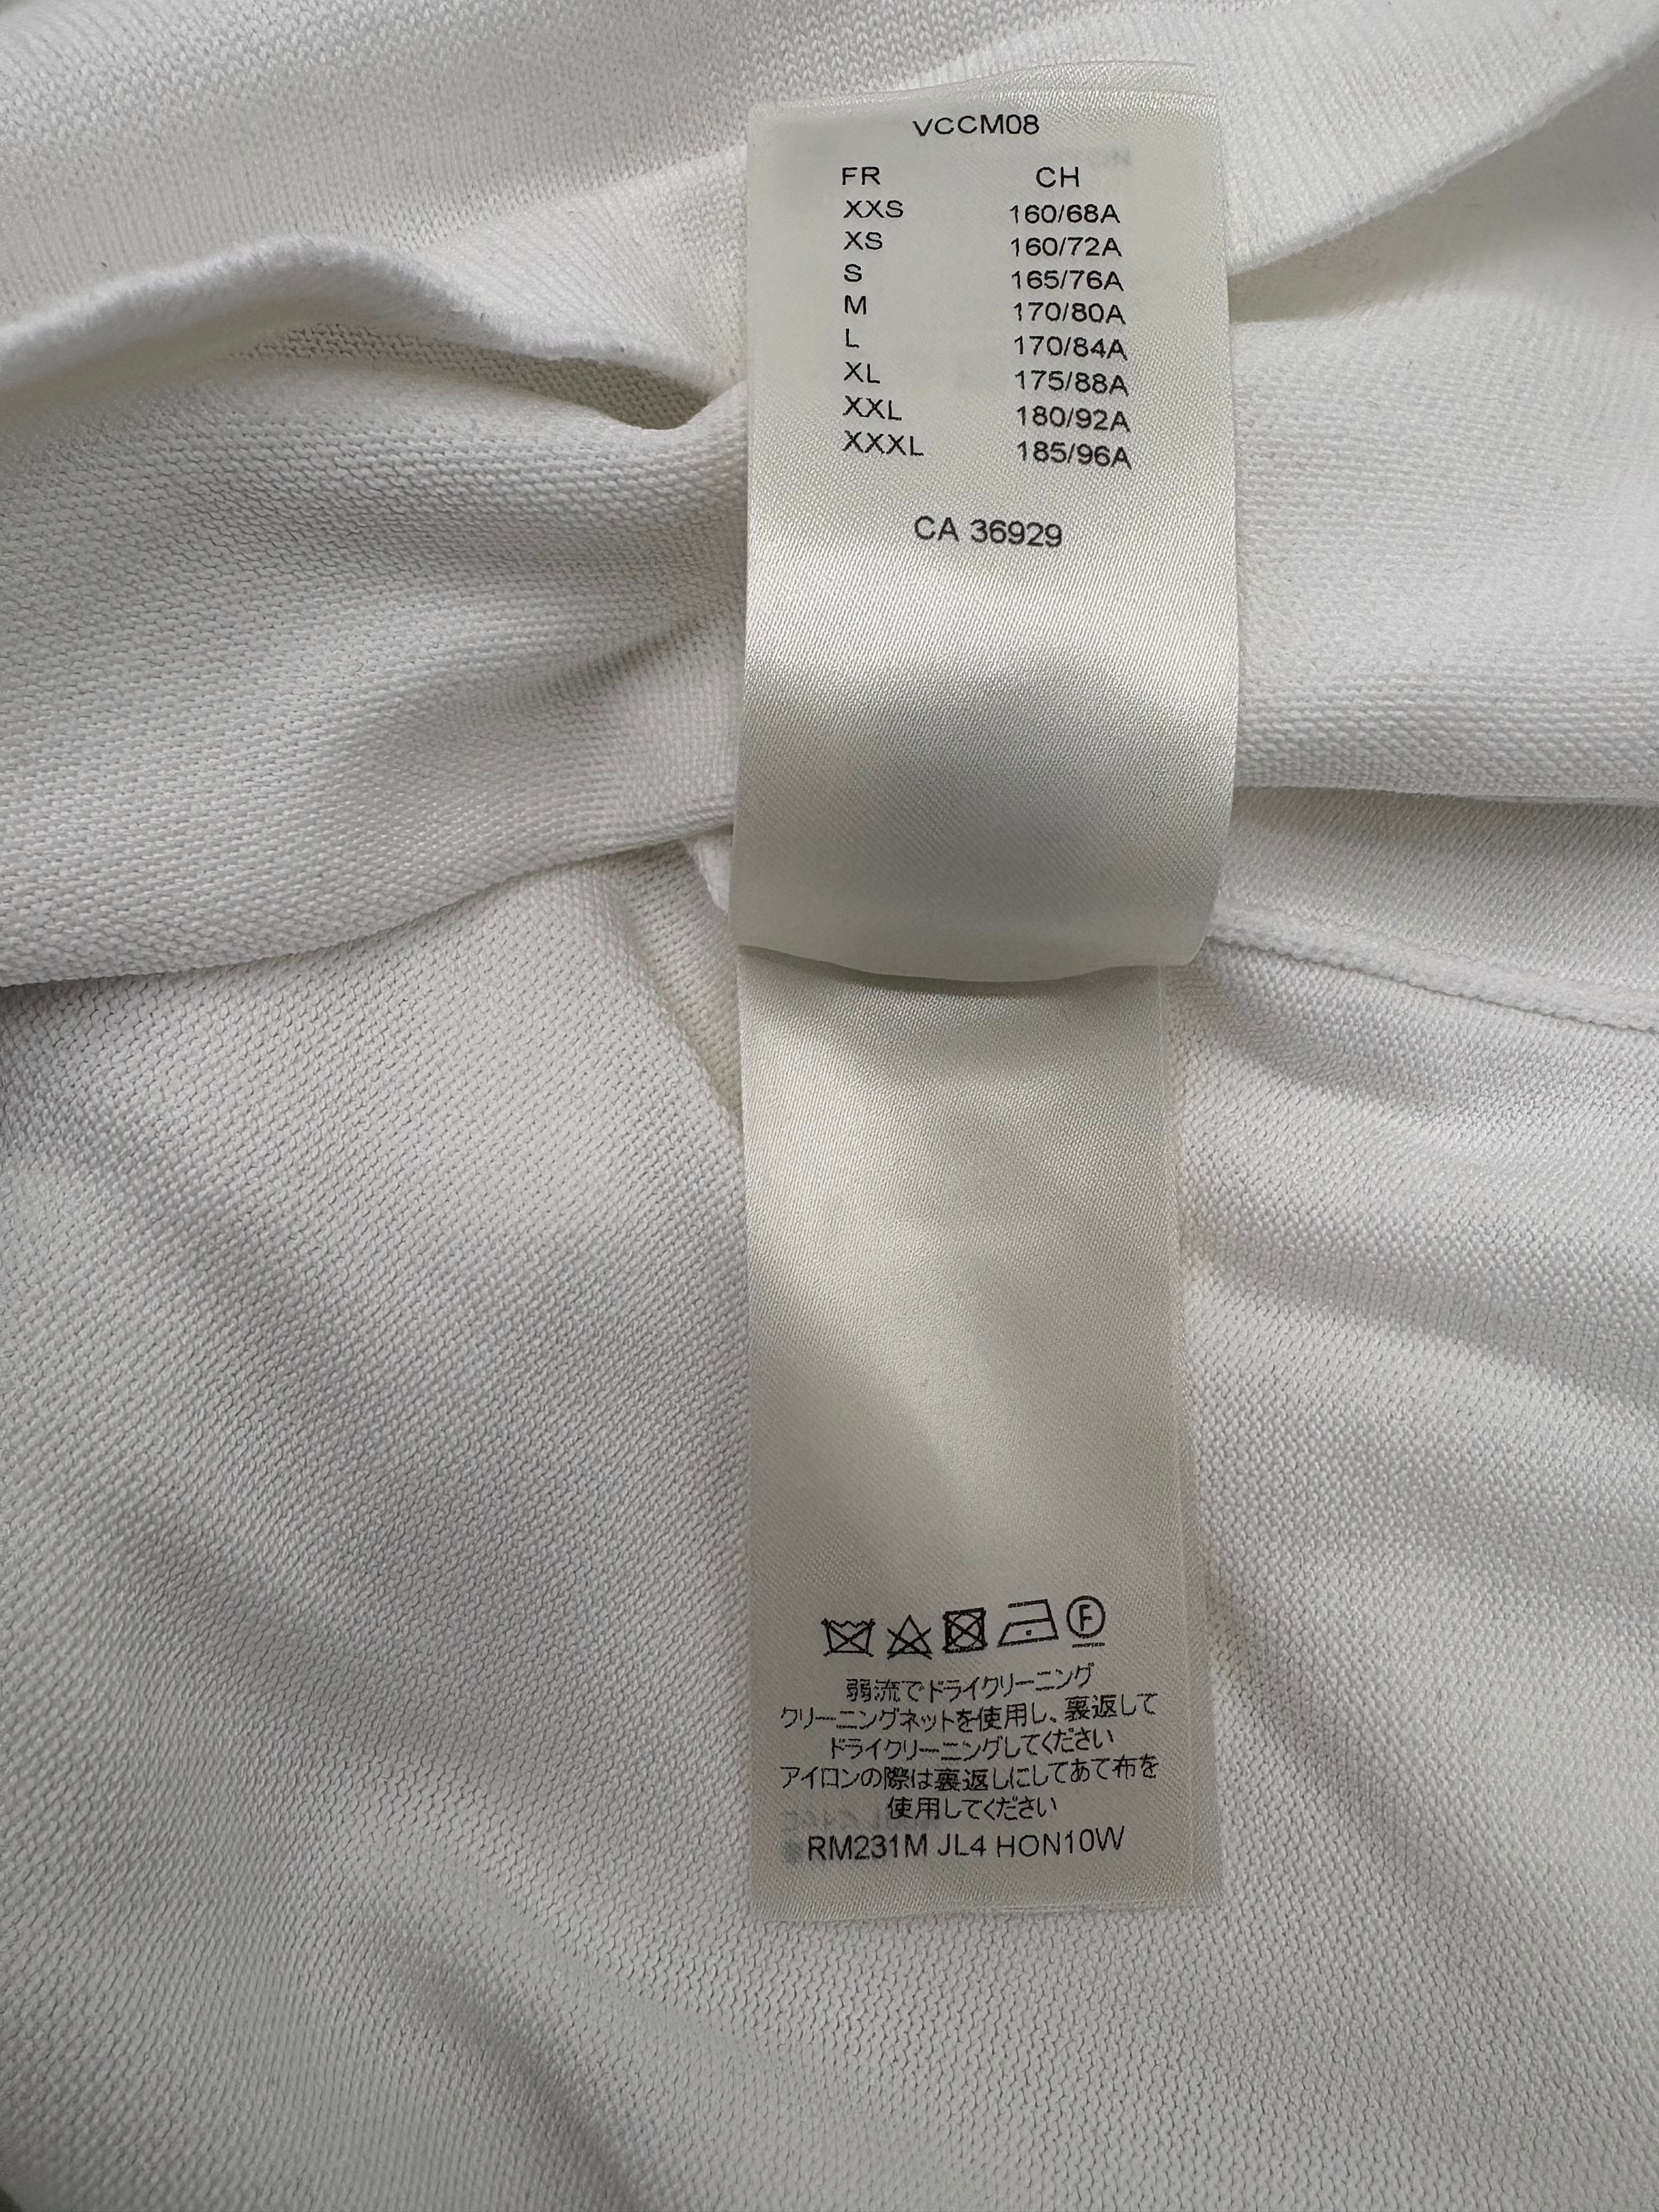 VCCM08
FR CH
XXS 160/68A
XS 160/72A
S 165/76A
M 170/80A
L 170/84A
XL 175/88A
XXL 180/92A
XXXL 185/96A
CA 36929
F
弱流でドライクリーニング
クリーニングネットを使用し、裏返して
ドライクリーニングしてください
アイロンの際は裏返しにしてあて布を
使用してください
RM231M JL4 HON10W